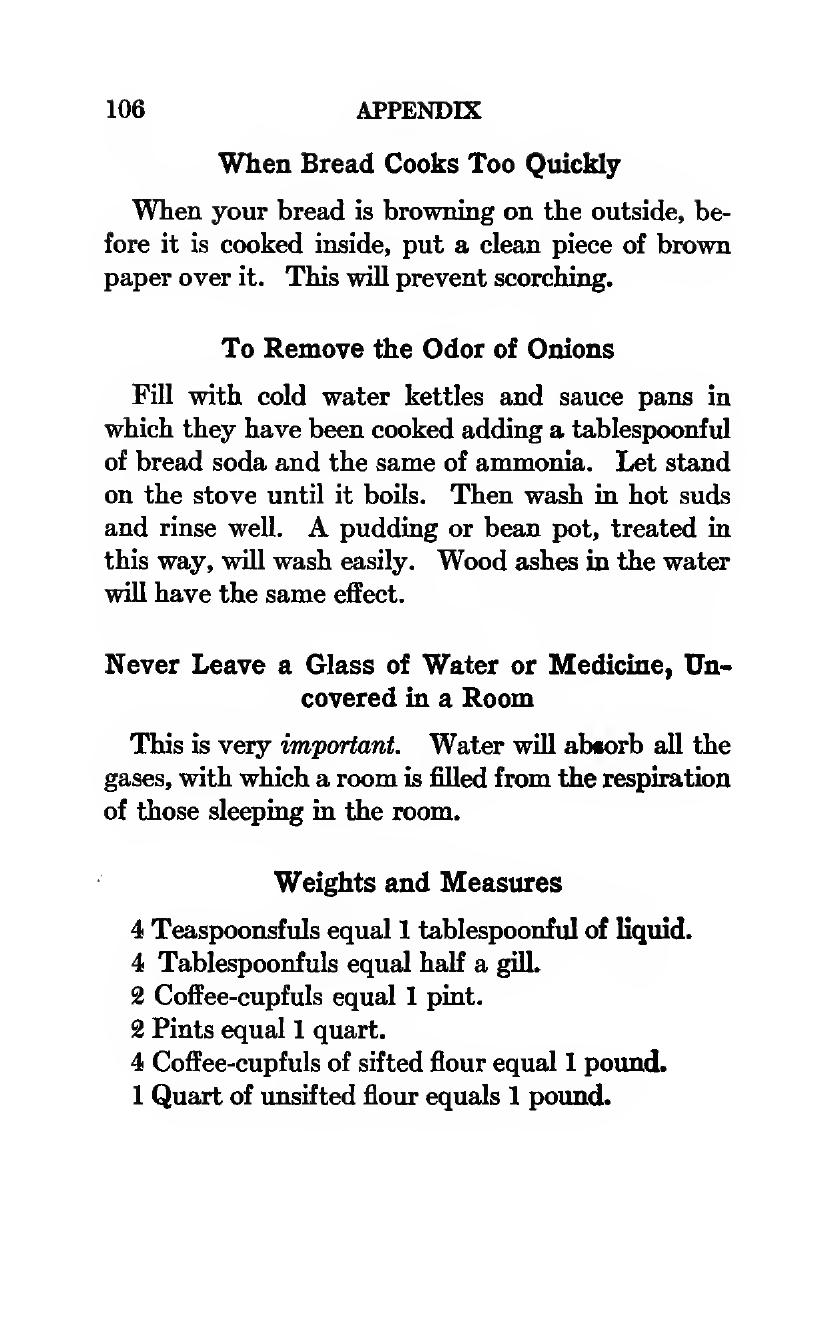 106 APPENDIX
When Bread Cooks Too Quickly
When your bread is browning on the outside, be-
fore it is cooked inside, put a clean piece of brown
paper over it. This will prevent scorching.
To Remove the Odor of Onions
Fill with cold water kettles and sauce pans in
which they have been cooked adding a tablespoonful
of bread soda and the same of ammonia. Let stand
on the stove until it boils. Then wash in hot suds
and rinse well. A pudding or bean pot, treated in
this way, will wash easily. Wood ashes in the water
will have the same effect.
Never Leave a Glass of Water or Medicine, Un-
covered in a Room
This is very important. Water will absorb all the
gases, with which a room is filled from the respiration
of those sleeping in the room.
Weights and Measures
4 Teaspoonsfuls equal 1 tablespoonful of liquid.
4 Tablespoonfuls equal half a gill.
2 Coffee-cupfuls equal 1 pint.
2 Pints equal 1 quart.
4 Coffee-cupfuls of sifted flour equal 1 pound.
1 Quart of unsifted flour equals 1 pound.